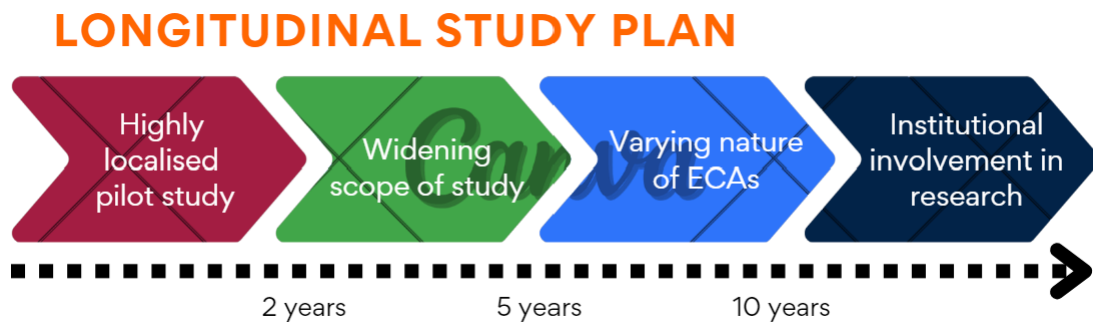 LONGITUDINAL STUDY PLAN
Highly
localised
pilot study
Widening
scope of study
Varying nature
of ECAs
Institutional
involvement in
research
Canva
2 years
5 years
10 years